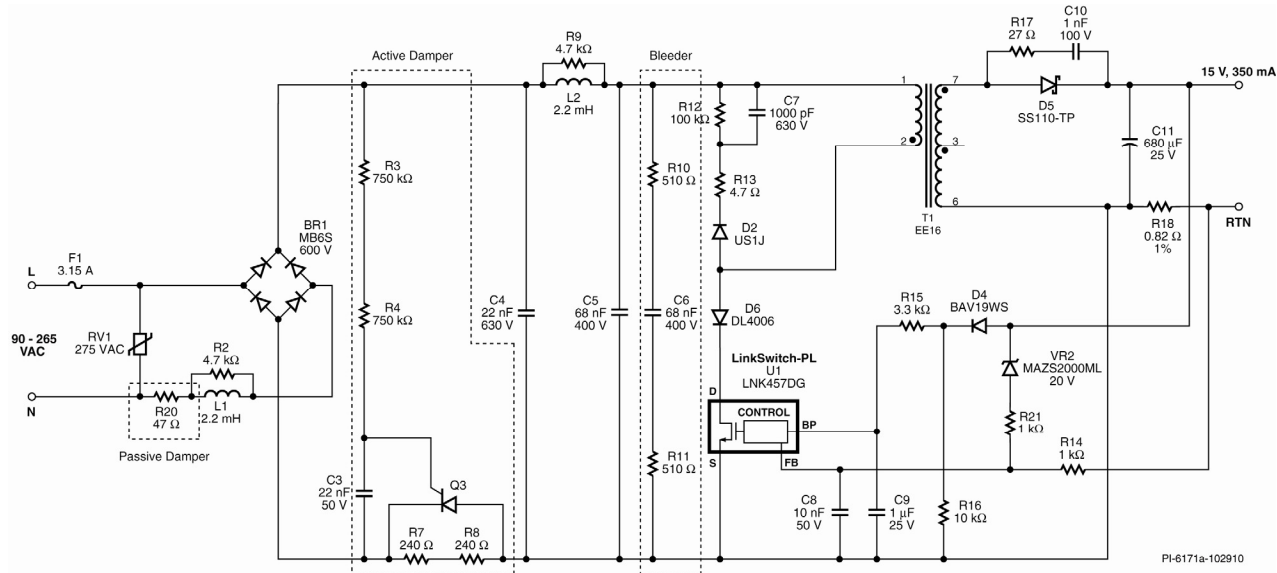 C10
1 nF
100 V
R17
27 Ω
R9
4.7 kΩ
Active Damper
Bleeder
15 V, 350 mA
L2
2.2 mH
1
7
R12
100 kΩ
C7
1000 pF
630 V
D5
SS110-TP
C11
680 μF
25 V
2
3
R3
750 kΩ
R10
510 Ω
R13
4.7 Ω
6
T1
EE16
R18
0.82 Ω
1%
RTN
D2
US1J
BR1
MB6S
600 V
F1
3.15 A
L
R4
750 kΩ
C4
22 nF
630 V
C5
68 nF
400 V
C6
68 nF
400 V
D6
DL4006
R15
3.3 kΩ
D4
BAV19WS
90 - 265
VAC
RV1
275 VAC
R2
4.7 kΩ
LinkSwitch-PL
U1
LNK457DG
VR2
MAZS2000ML
20 V
N
R20
47 Ω
L1
2.2 mH
D
CONTROL
BP
S
FB
R21
1 kΩ
R14
1 kΩ
Passive Damper
C3
22 nF
50 V
Q3
R11
510 Ω
C8
10 nF
50 V
C9
1 μF
25 V
R16
10 kΩ
R7
240 Ω
R8
240 Ω
PI-6171a-102910